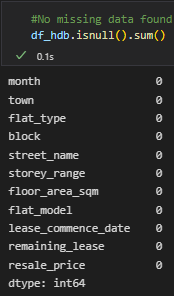 #No missing data found
df_hdb.isnull().sum()
0.1s
month 0
town 0
flat_type 0
block 0
street_name 0
storey_range 0
floor_area_sqm 0
flat_model 0
lease_commence_date 0
remaining_lease 0
resale_price 0
dtype: int64